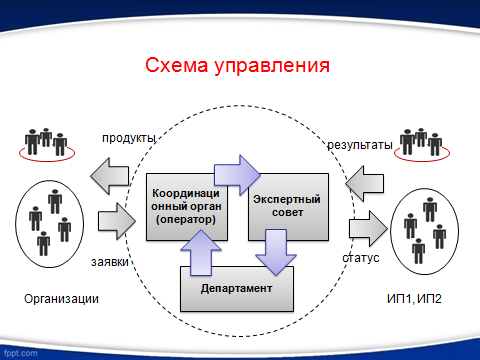 Схема управления
продукты
результаты
Координаци
онный орган
(оператор)
Экспертный
совет
заявки
статус
Департамент
Организации
ИП1,ИП2
fppt.com